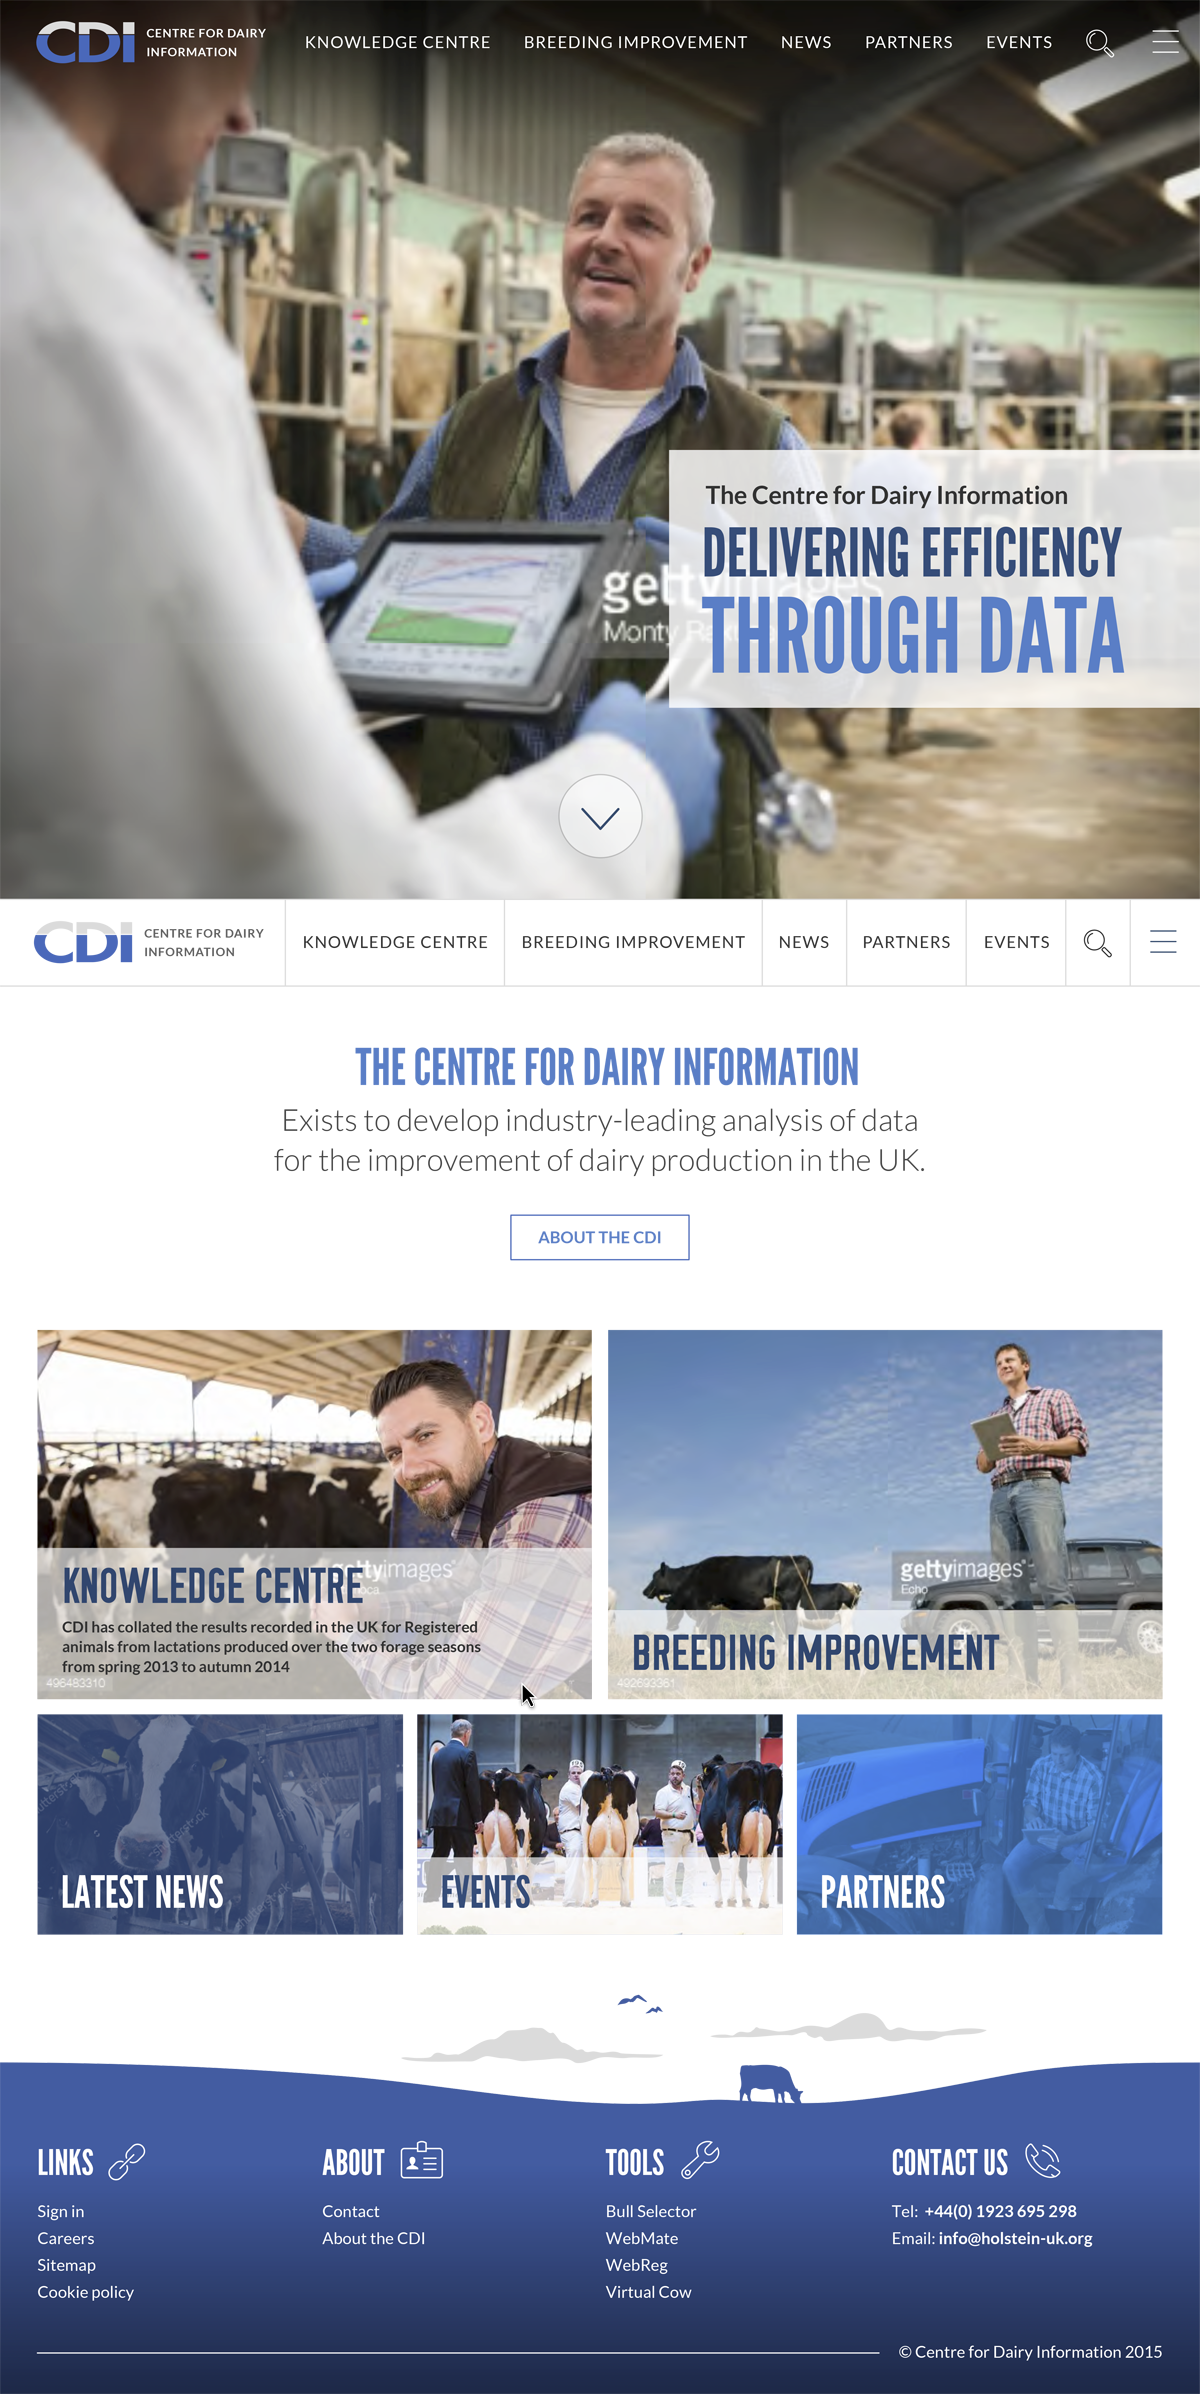 CDI CENTRE FOR DAIRY
INFORMATION
KNOWLEDGE CENTRE BREEDING IMPROVEMENT NEWS PARTNERS EVENTS
The Centre for Dairy Information
DELIVERING EFFICIENCY
gettyimages
THROUGH DATA
Monty
CDI CENTRE FOR DAIRY
INFORMATION
KNOWLEDGE CENTRE BREEDING IMPROVEMENT NEWS PARTNERS EVENTS
THE CENTRE FOR DAIRY INFORMATION
Exists to develop industry-leading analysis of data
for the improvement of dairy production in the UK.
ABOUT THE CDI
gettyimages
KNOWLEDGE CENTRE
CDI has collated the results recorded in the UK for Registered
animals from lactations produced over the two forage seasons
from spring 2013 to autumn 2014
496483310
gettyimages
Echo
BREEDING IMPROVEMENT
492693361
LATEST NEWS
EVENTS
PARTNERS
LINKS
Sign in
Careers
Sitemap
Cookie policy
ABOUT
Contact
About the CDI
TOOLS
Bull Selector
WebMate
WebReg
Virtual Cow
CONTACT US
Tel: +44(0) 1923 695 298
Email: info@holstein-uk.org
© Centre for Dairy Information 2015